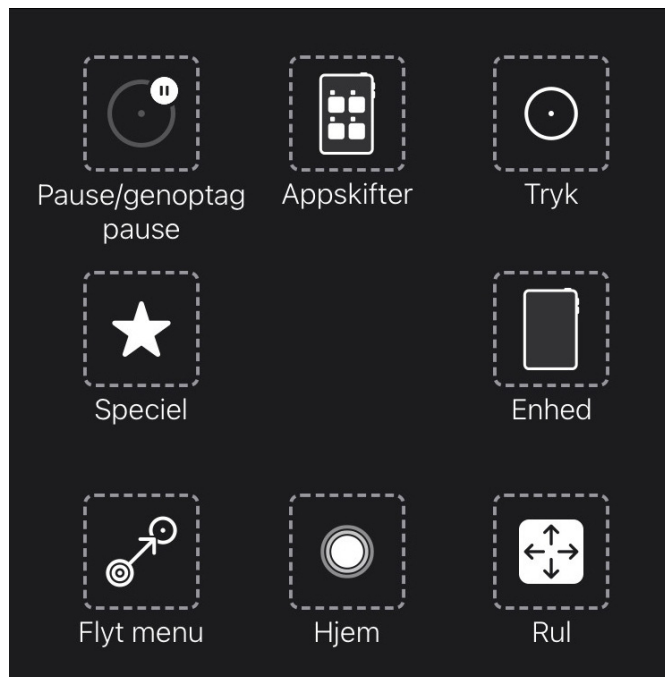 Pause/genoptag
pause
Appskifter
Tryk
Speciel
Enhed
Flyt menu
Hjem
Rul